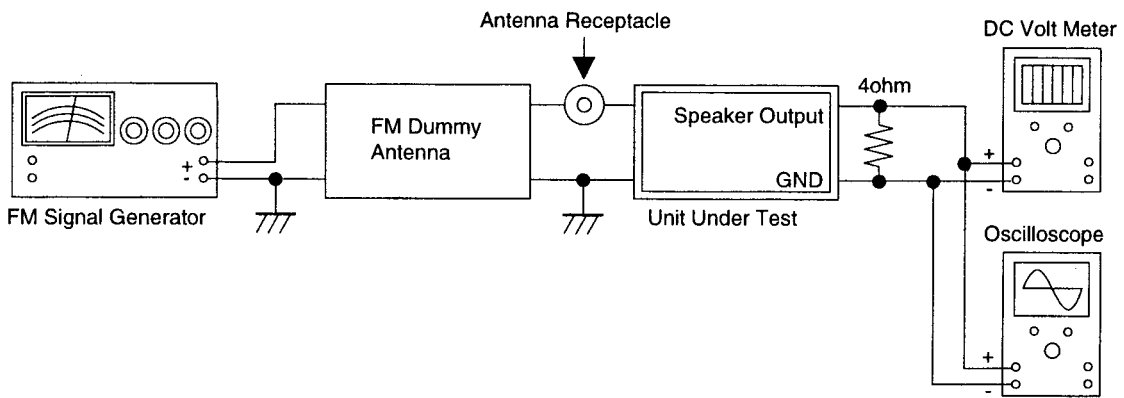 Antenna Receptacle
DC Volt Meter
4ohm
FM Dummy
Antenna
Speaker Output
GND
+
-
+
-
FM Signal Generator
Unit Under Test
Oscilloscope
+
-